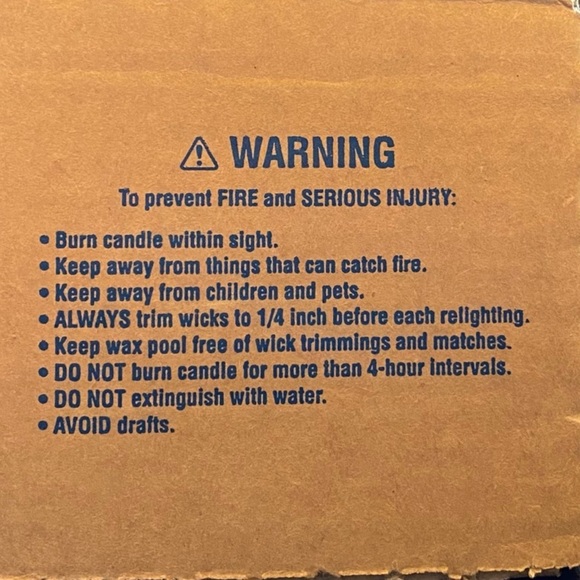 ⚠ WARNING
To prevent FIRE and SERIOUS INJURY:
• Burn candle within sight.
• Keep away from things that can catch fire.
• Keep away from children and pets.
• ALWAYS trim wicks to 1/4 inch before each relighting.
• Keep wax pool free of wick trimmings and matches.
• DO NOT burn candle for more than 4-hour intervals.
• DO NOT extinguish with water.
• AVOID drafts.